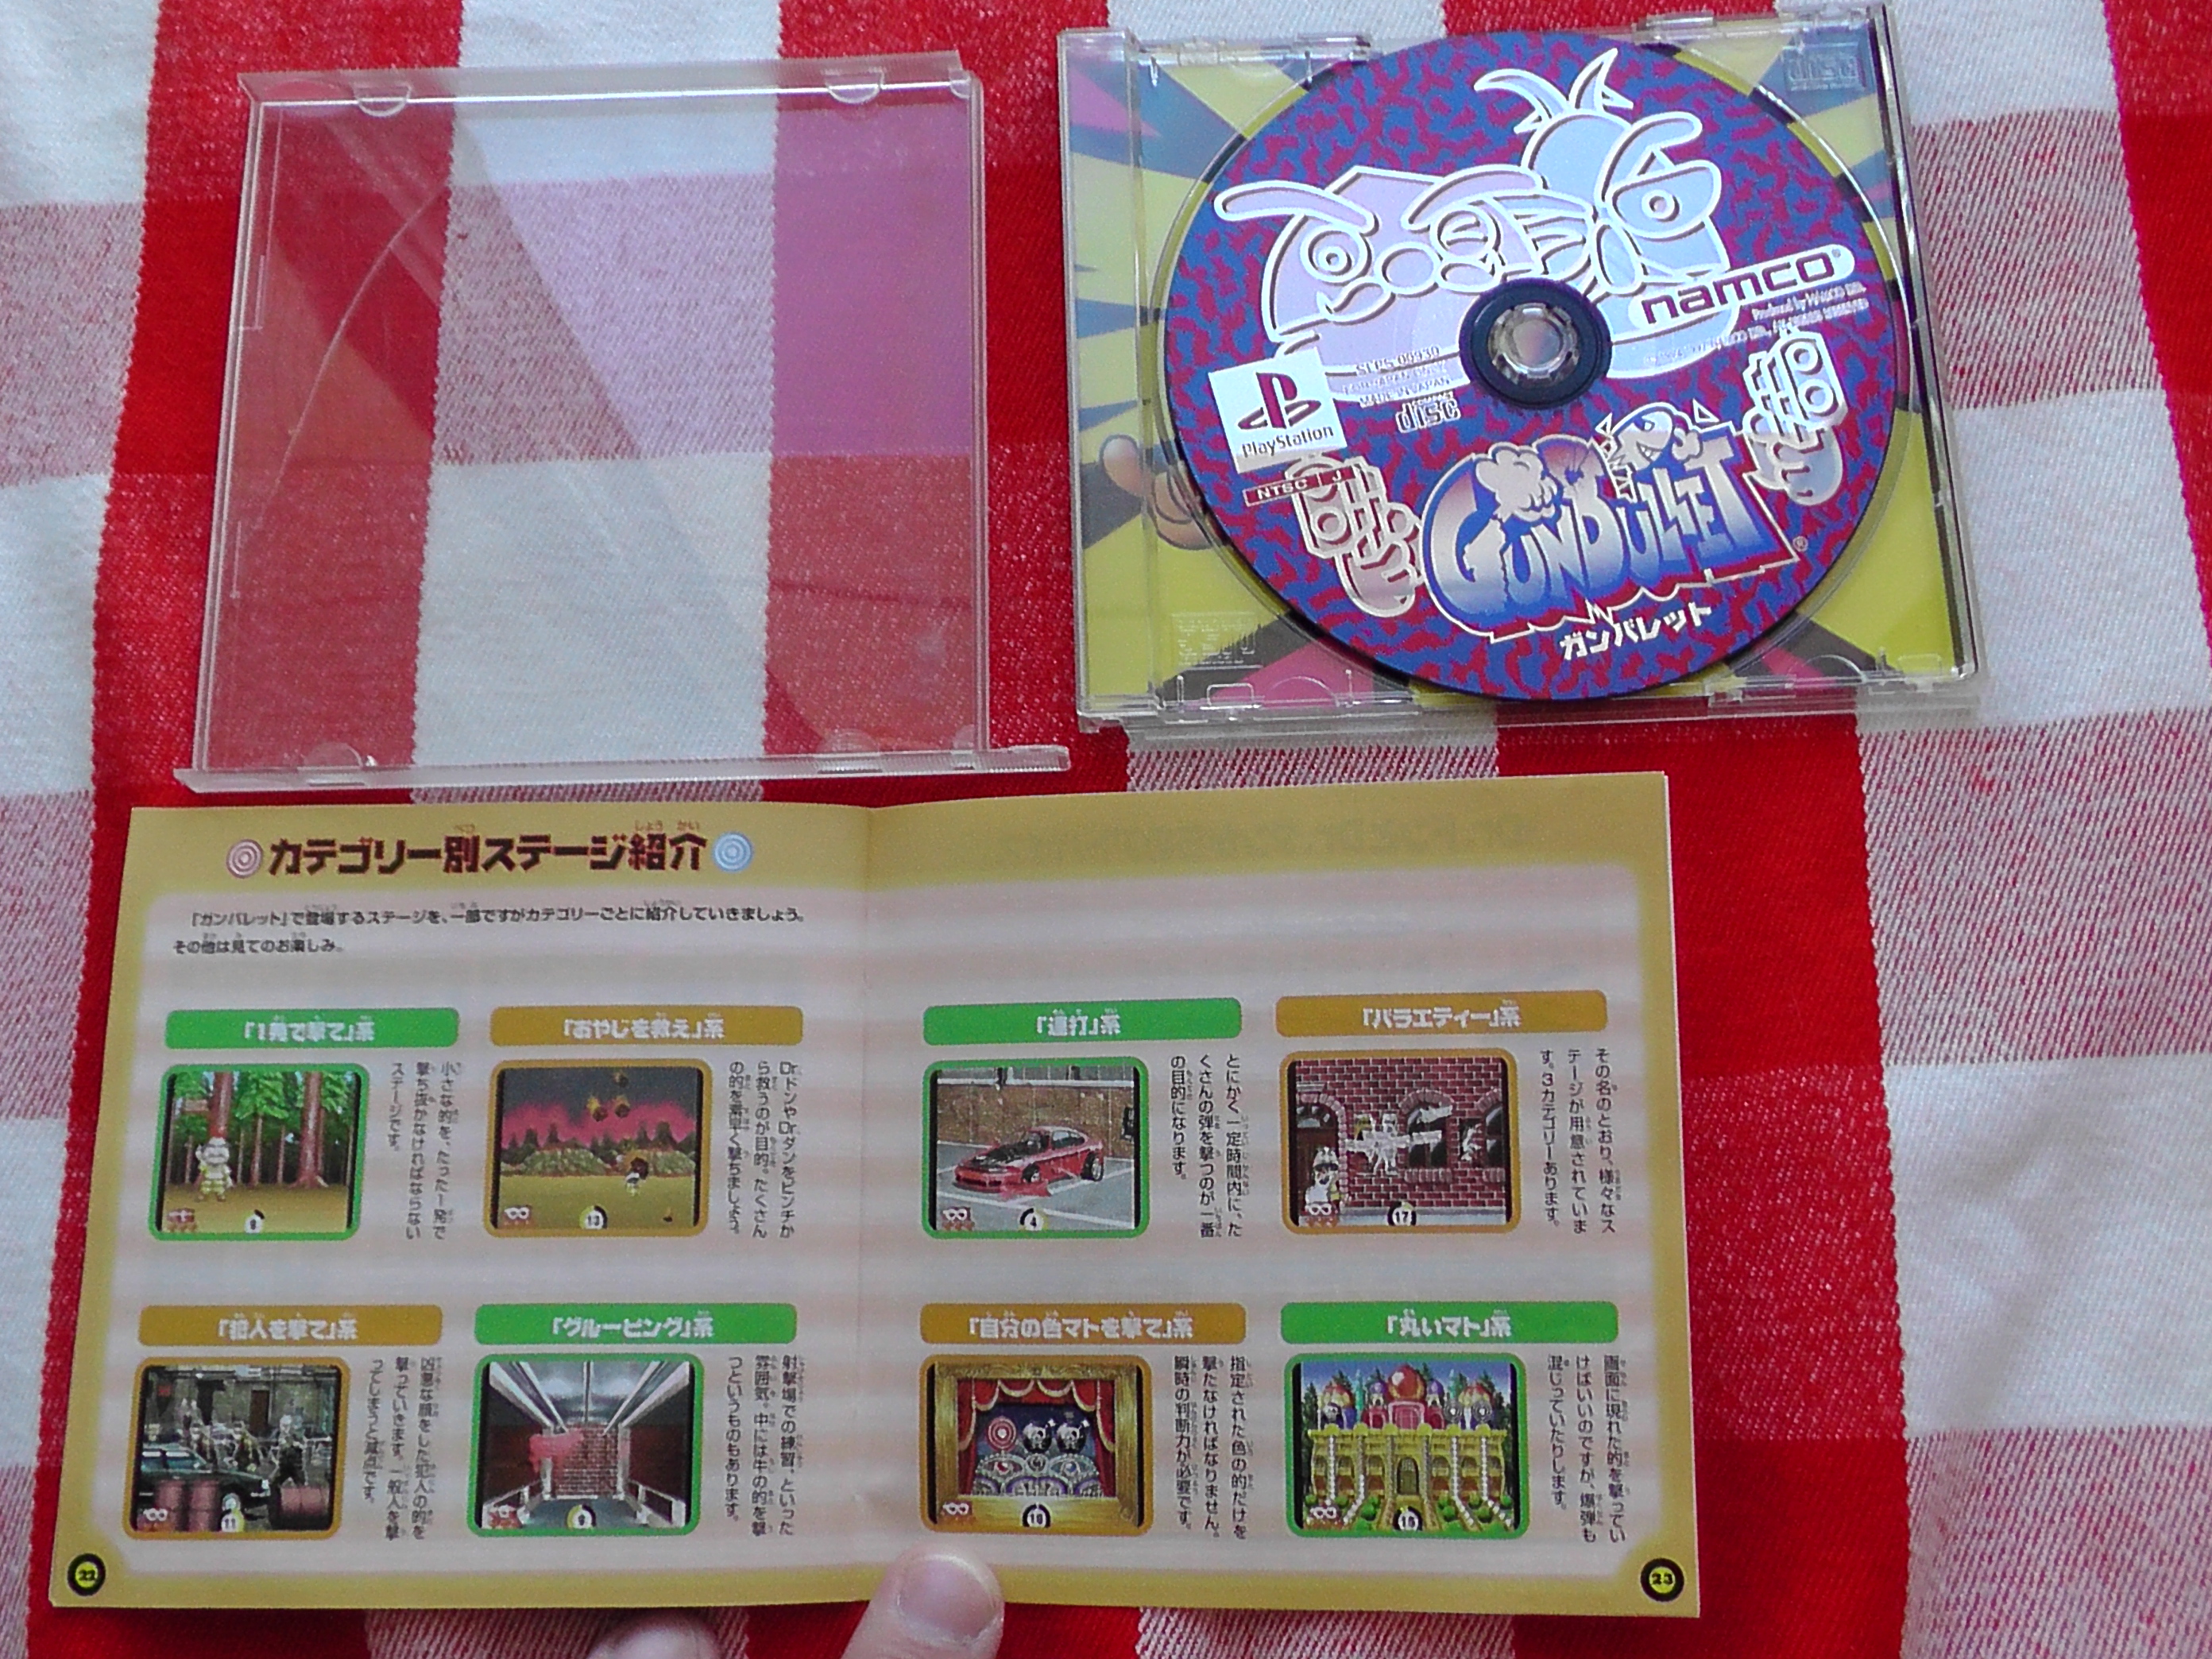 disc
namco
SLPS 00930
MADE IN JAPAN
disc
PlayStation
NTSC J
GUNBULLET
ガンバレット
カテゴリー別ステージ紹介
「ガンバレット」で登場するステージを、一部ですがカテゴリーごとに紹介していきましょう。
その他は見てのお楽しみ。
「1発で撃て」系
小さな的を、たった一発で
撃ち抜かなければならない
ステージです。
8
「おやじを救え」系
Dr.ドンやDr.ダンをピンチか
ら救うのが目的。たくさん
の的を素早く撃ちましょう。
13
「犯人を撃て」系
凶悪な顔をした犯人の的を
撃っていきます。一般人を撃
ってしまうと減点です。
11
「グルーピング」系
射撃場での練習、といった
雰囲気。中には牛の的を撃
つというものもあります。
9
22
「連打」系
とにかく一定時間内に、た
くさんの弾を撃つのが一番
の目的になります。
4
「バラエティー」系
その名のとおり、様々なス
テージが用意されていま
す。3カテゴリーあります。
17
「自分の色マトを撃て」系
指定された色の的だけを
撃たなければなりません。
瞬時の判断力が必要です。
「丸いマト」系
画面に現れた的を撃ってい
けばいいのですが、爆弾も
混じっていたりします。
15
23